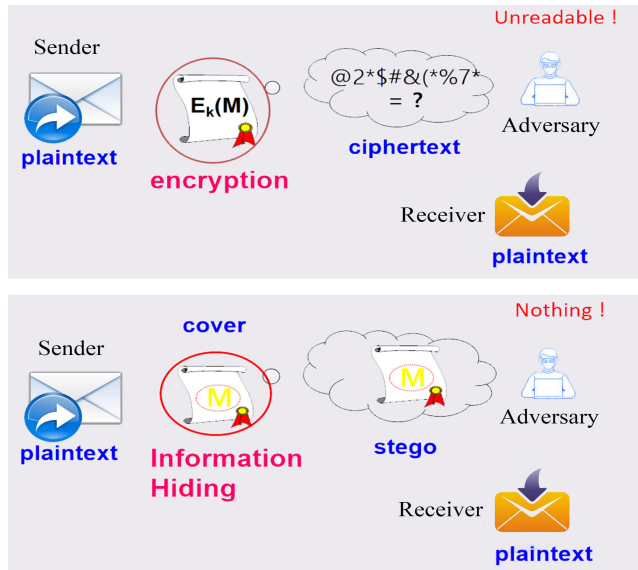 Unreadable !
Sender
@2*$#&(*%7*
= ?
E_k(M)
Adversary
plaintext
ciphertext
encryption
Receiver
plaintext
Nothing !
cover
Sender
M
M
Adversary
plaintext
stego
Information
Hiding
Receiver
plaintext